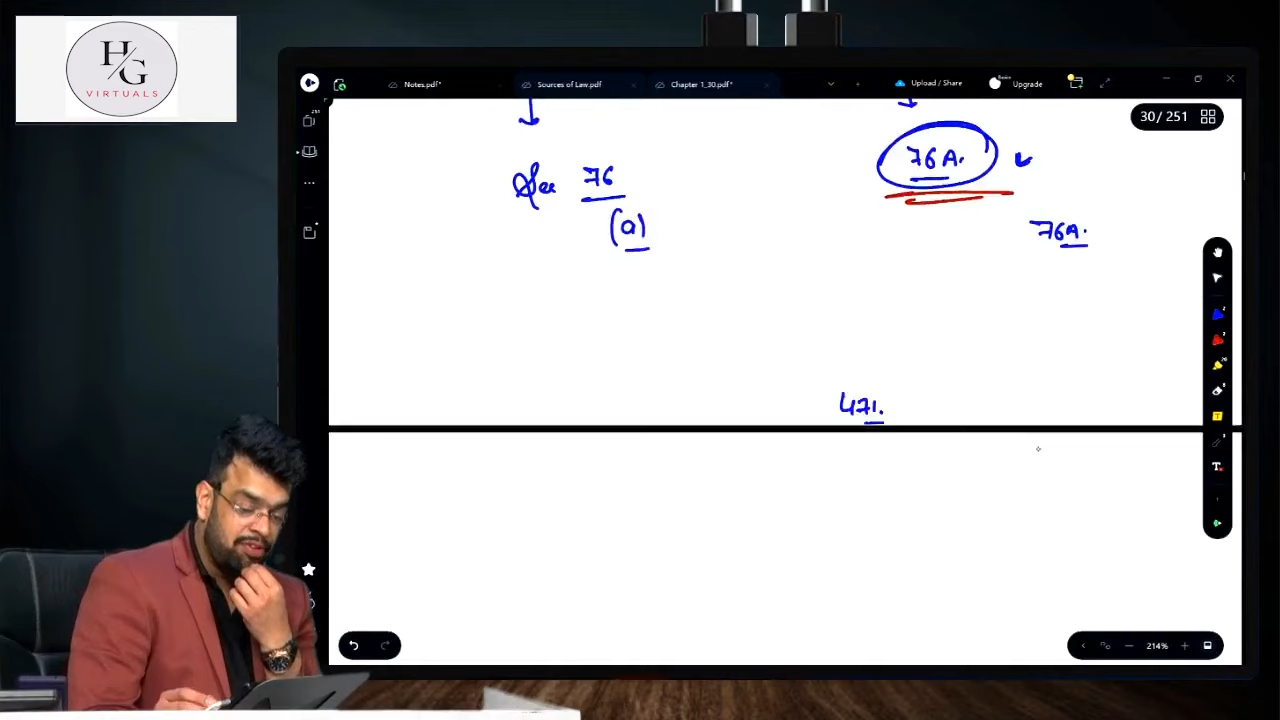 H/G
VIRTUALS
Notes.pdf*
Sources of Law.pdf
Chapter 1_30.pdf*
Upload / Share
Upgrade
30 / 251
Sec 76
(a)
76A.
76A.
471.
214%